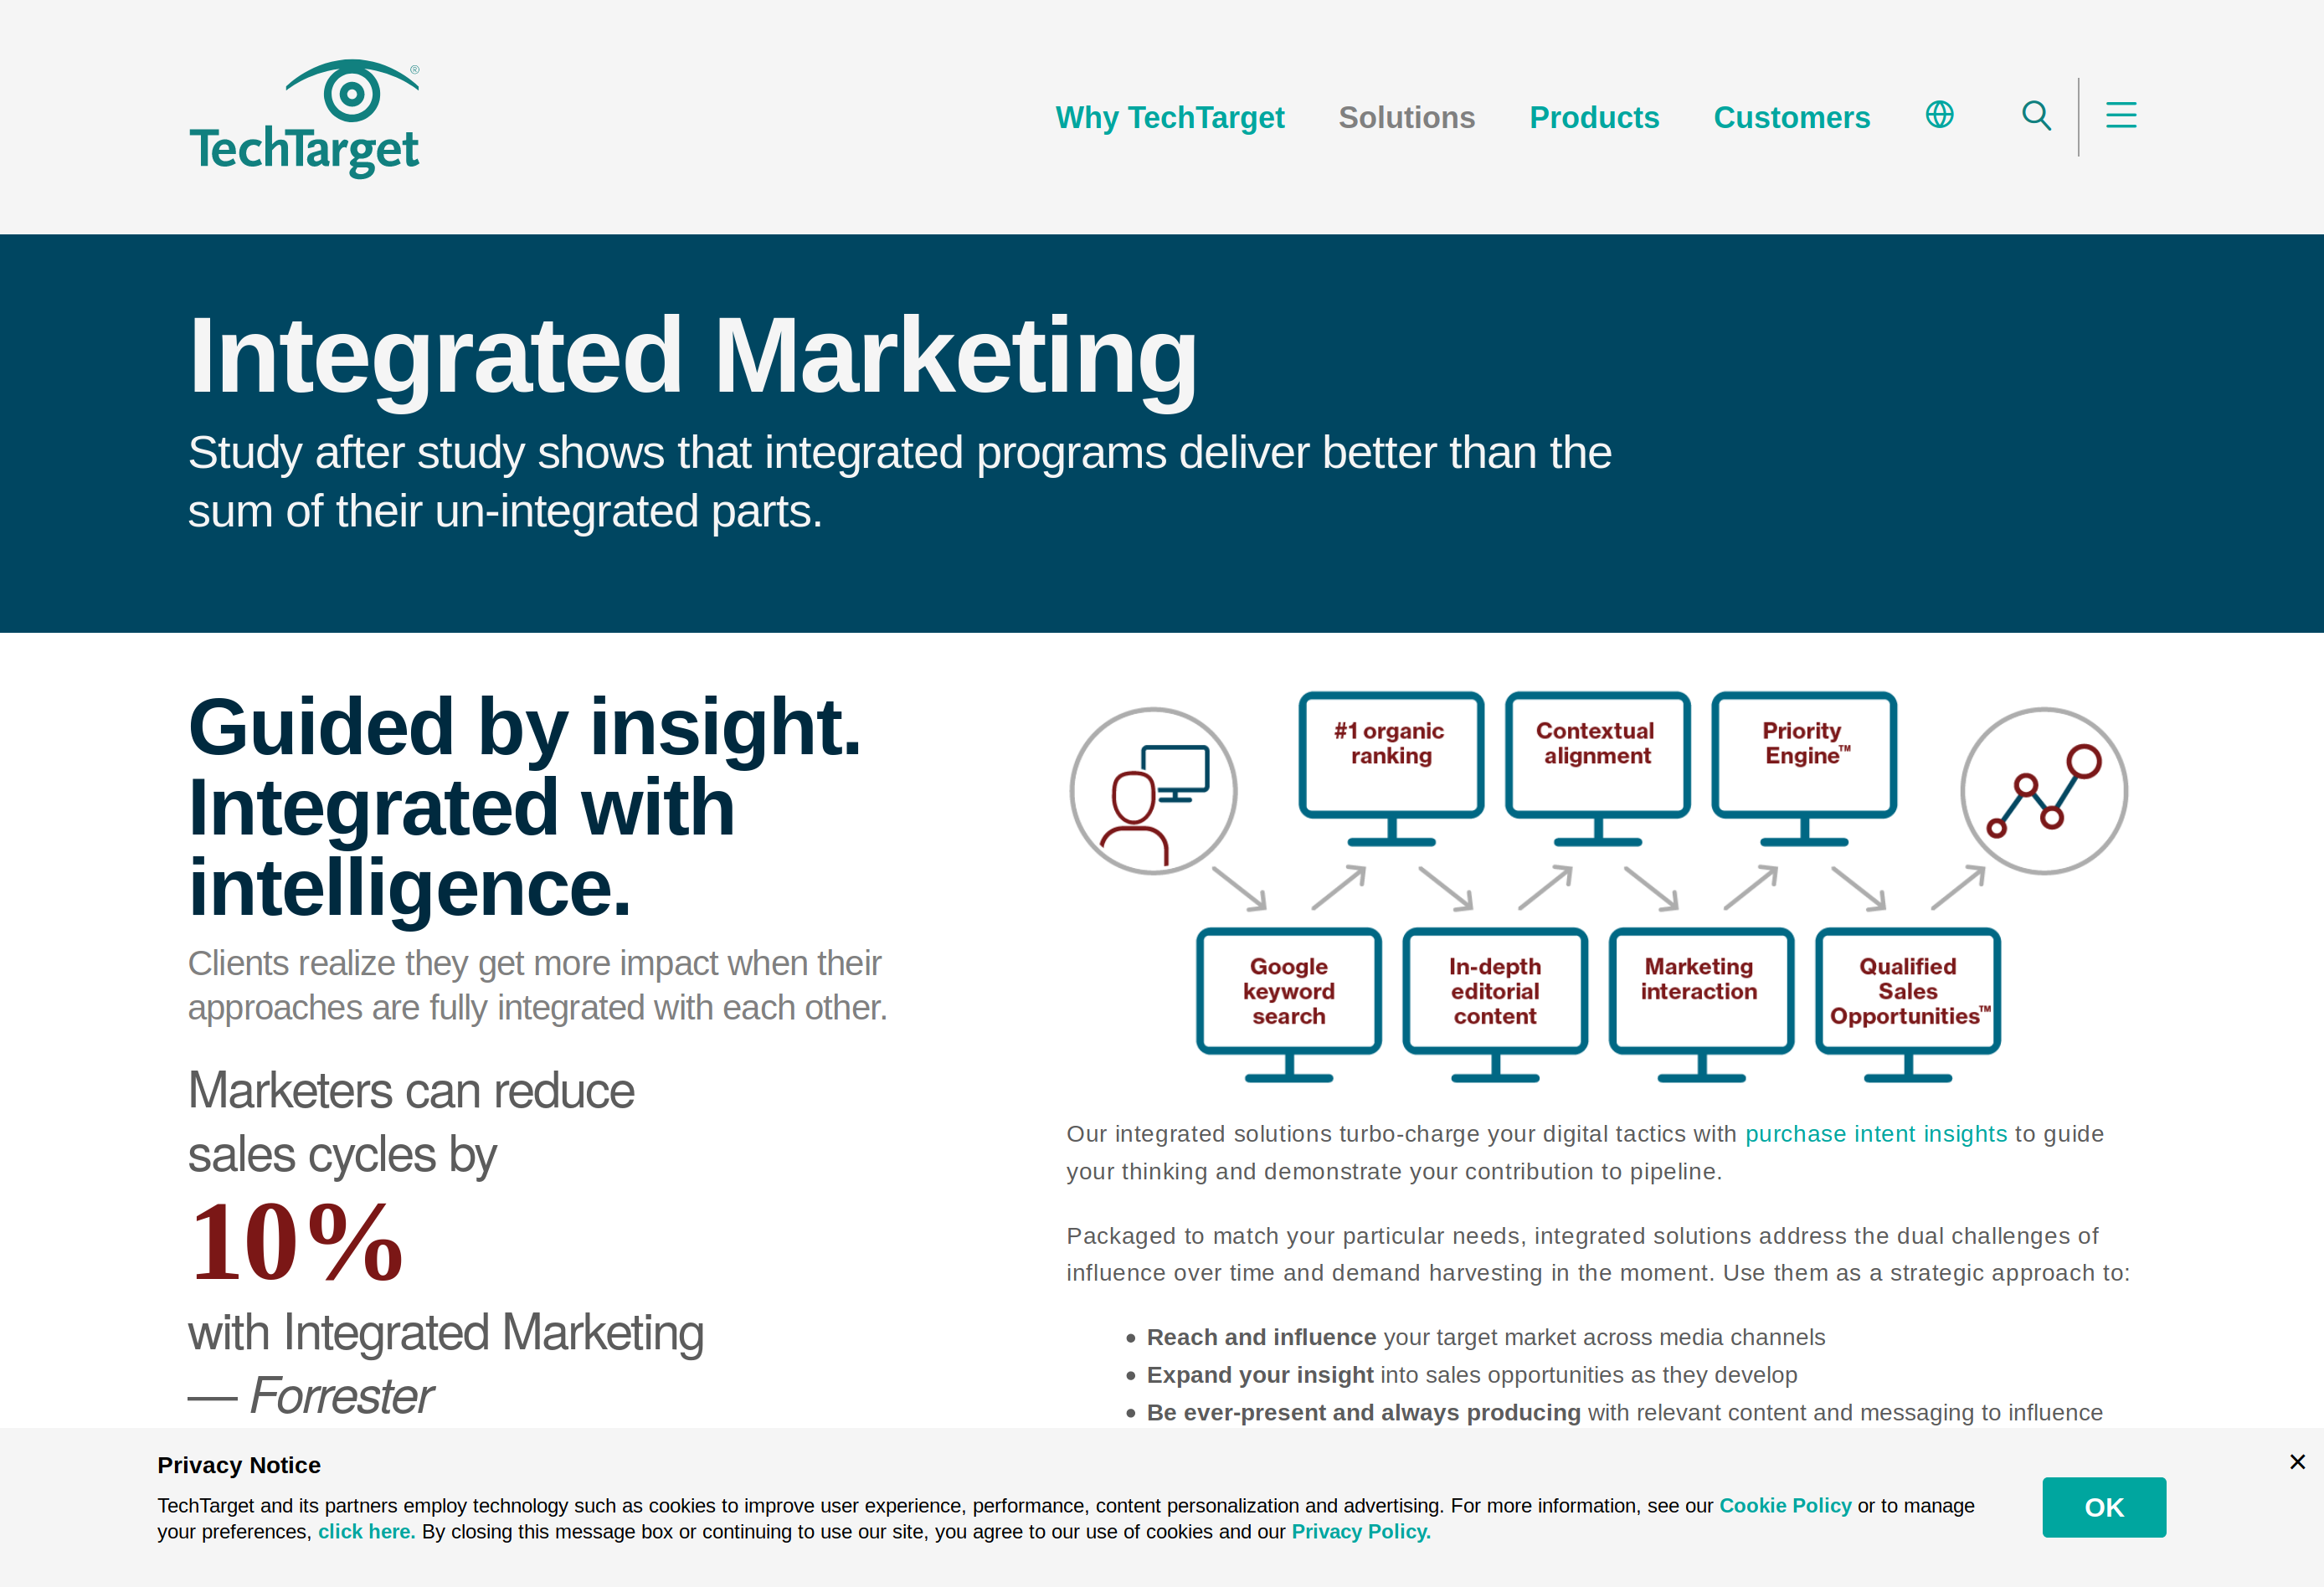 TechTarget®
Why TechTarget Solutions Products Customers
Integrated Marketing
Study after study shows that integrated programs deliver better than the
sum of their un-integrated parts.
Guided by insight.
Integrated with
intelligence.
Clients realize they get more impact when their
approaches are fully integrated with each other.
Marketers can reduce
sales cycles by
10%
with Integrated Marketing
— Forrester
#1 organic
ranking
Contextual
alignment
Priority
Engine™
Google
keyword
search
In-depth
editorial
content
Marketing
interaction
Qualified
Sales
Opportunities™
Our integrated solutions turbo-charge your digital tactics with purchase intent insights to guide
your thinking and demonstrate your contribution to pipeline.
Packaged to match your particular needs, integrated solutions address the dual challenges of
influence over time and demand harvesting in the moment. Use them as a strategic approach to:
• Reach and influence your target market across media channels
• Expand your insight into sales opportunities as they develop
• Be ever-present and always producing with relevant content and messaging to influence
Privacy Notice
TechTarget and its partners employ technology such as cookies to improve user experience, performance, content personalization and advertising. For more information, see our Cookie Policy or to manage
your preferences, click here. By closing this message box or continuing to use our site, you agree to our use of cookies and our Privacy Policy.
OK
×